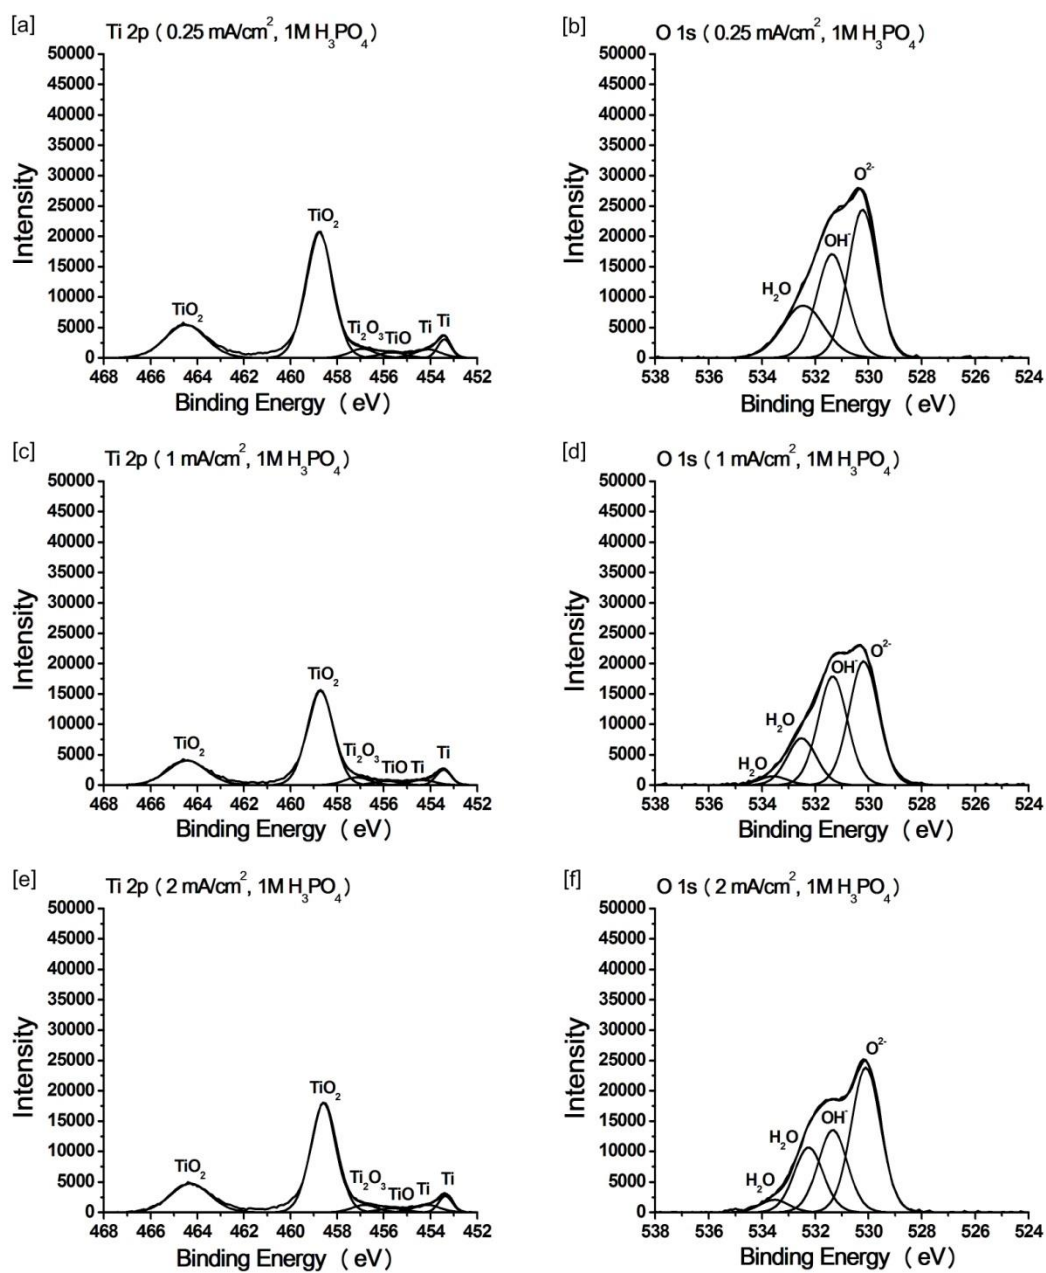 [a] Ti 2p ( 0.25 mA/cm², 1M H₃PO₄)
50000
45000
40000
35000
30000
25000
20000
15000
10000
5000
0
Intensity
TiO₂
TiO₂
Ti₂O₃ TiO Ti Ti
468 466 464 462 460 458 456 454 452
Binding Energy ( eV)
[b] O 1s ( 0.25 mA/cm², 1M H₃PO₄)
50000
45000
40000
35000
30000
25000
20000
15000
10000
5000
0
Intensity
O²⁻
OH⁻
H₂O
538 536 534 532 530 528 526 524
Binding Energy ( eV)
[c] Ti 2p ( 1 mA/cm², 1M H₃PO₄)
50000
45000
40000
35000
30000
25000
20000
15000
10000
5000
0
Intensity
TiO₂
TiO₂
Ti₂O₃ TiO Ti Ti
468 466 464 462 460 458 456 454 452
Binding Energy ( eV)
[d] O 1s ( 1 mA/cm², 1M H₃PO₄)
50000
45000
40000
35000
30000
25000
20000
15000
10000
5000
0
Intensity
O²⁻
OH⁻
H₂O
H₂O
538 536 534 532 530 528 526 524
Binding Energy ( eV)
[e] Ti 2p ( 2 mA/cm², 1M H₃PO₄)
50000
45000
40000
35000
30000
25000
20000
15000
10000
5000
0
Intensity
TiO₂
TiO₂
Ti₂O₃ TiO Ti Ti
468 466 464 462 460 458 456 454 452
Binding Energy ( eV)
[f] O 1s ( 2 mA/cm², 1M H₃PO₄)
50000
45000
40000
35000
30000
25000
20000
15000
10000
5000
0
Intensity
O²⁻
OH⁻
H₂O
H₂O
538 536 534 532 530 528 526 524
Binding Energy ( eV)